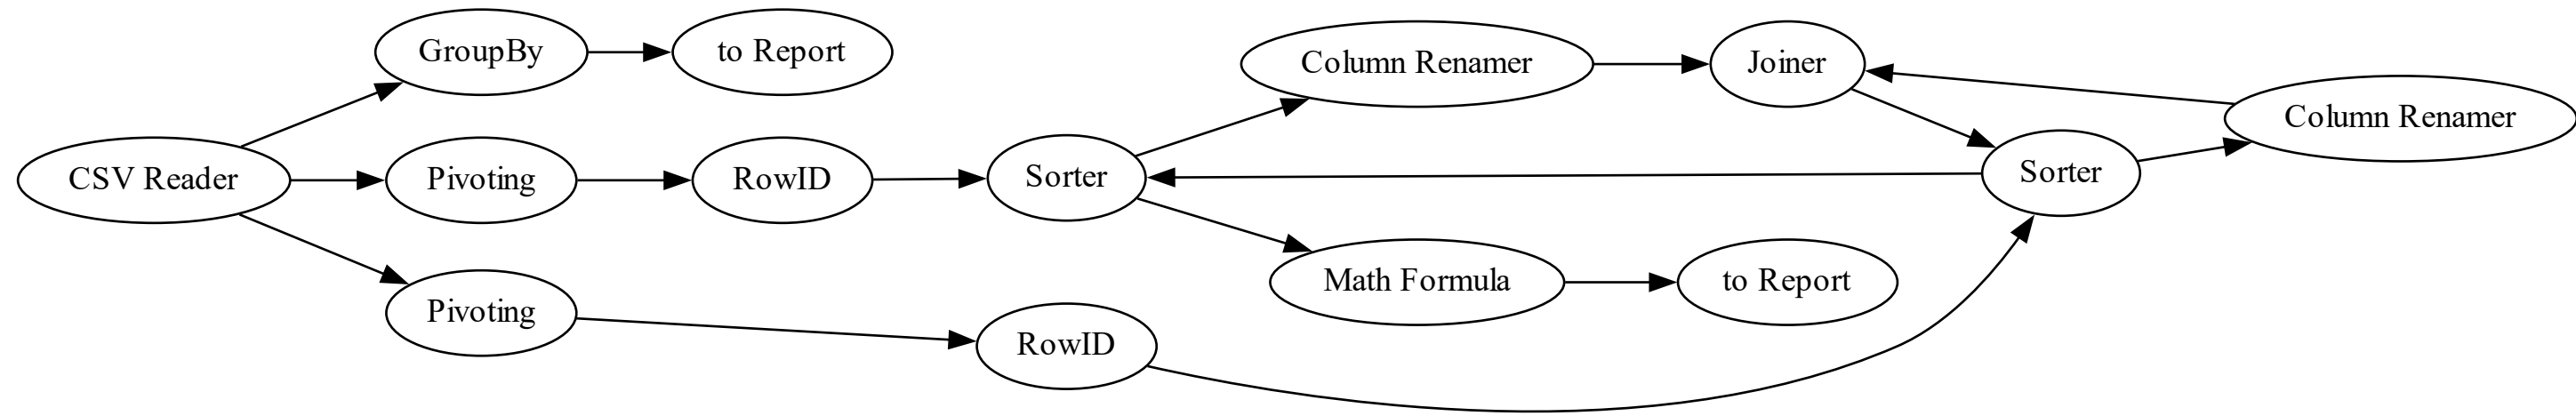 GroupBy
to Report
Column Renamer
Joiner
Column Renamer
CSV Reader
Pivoting
RowID
Sorter
Sorter
Math Formula
to Report
Pivoting
RowID